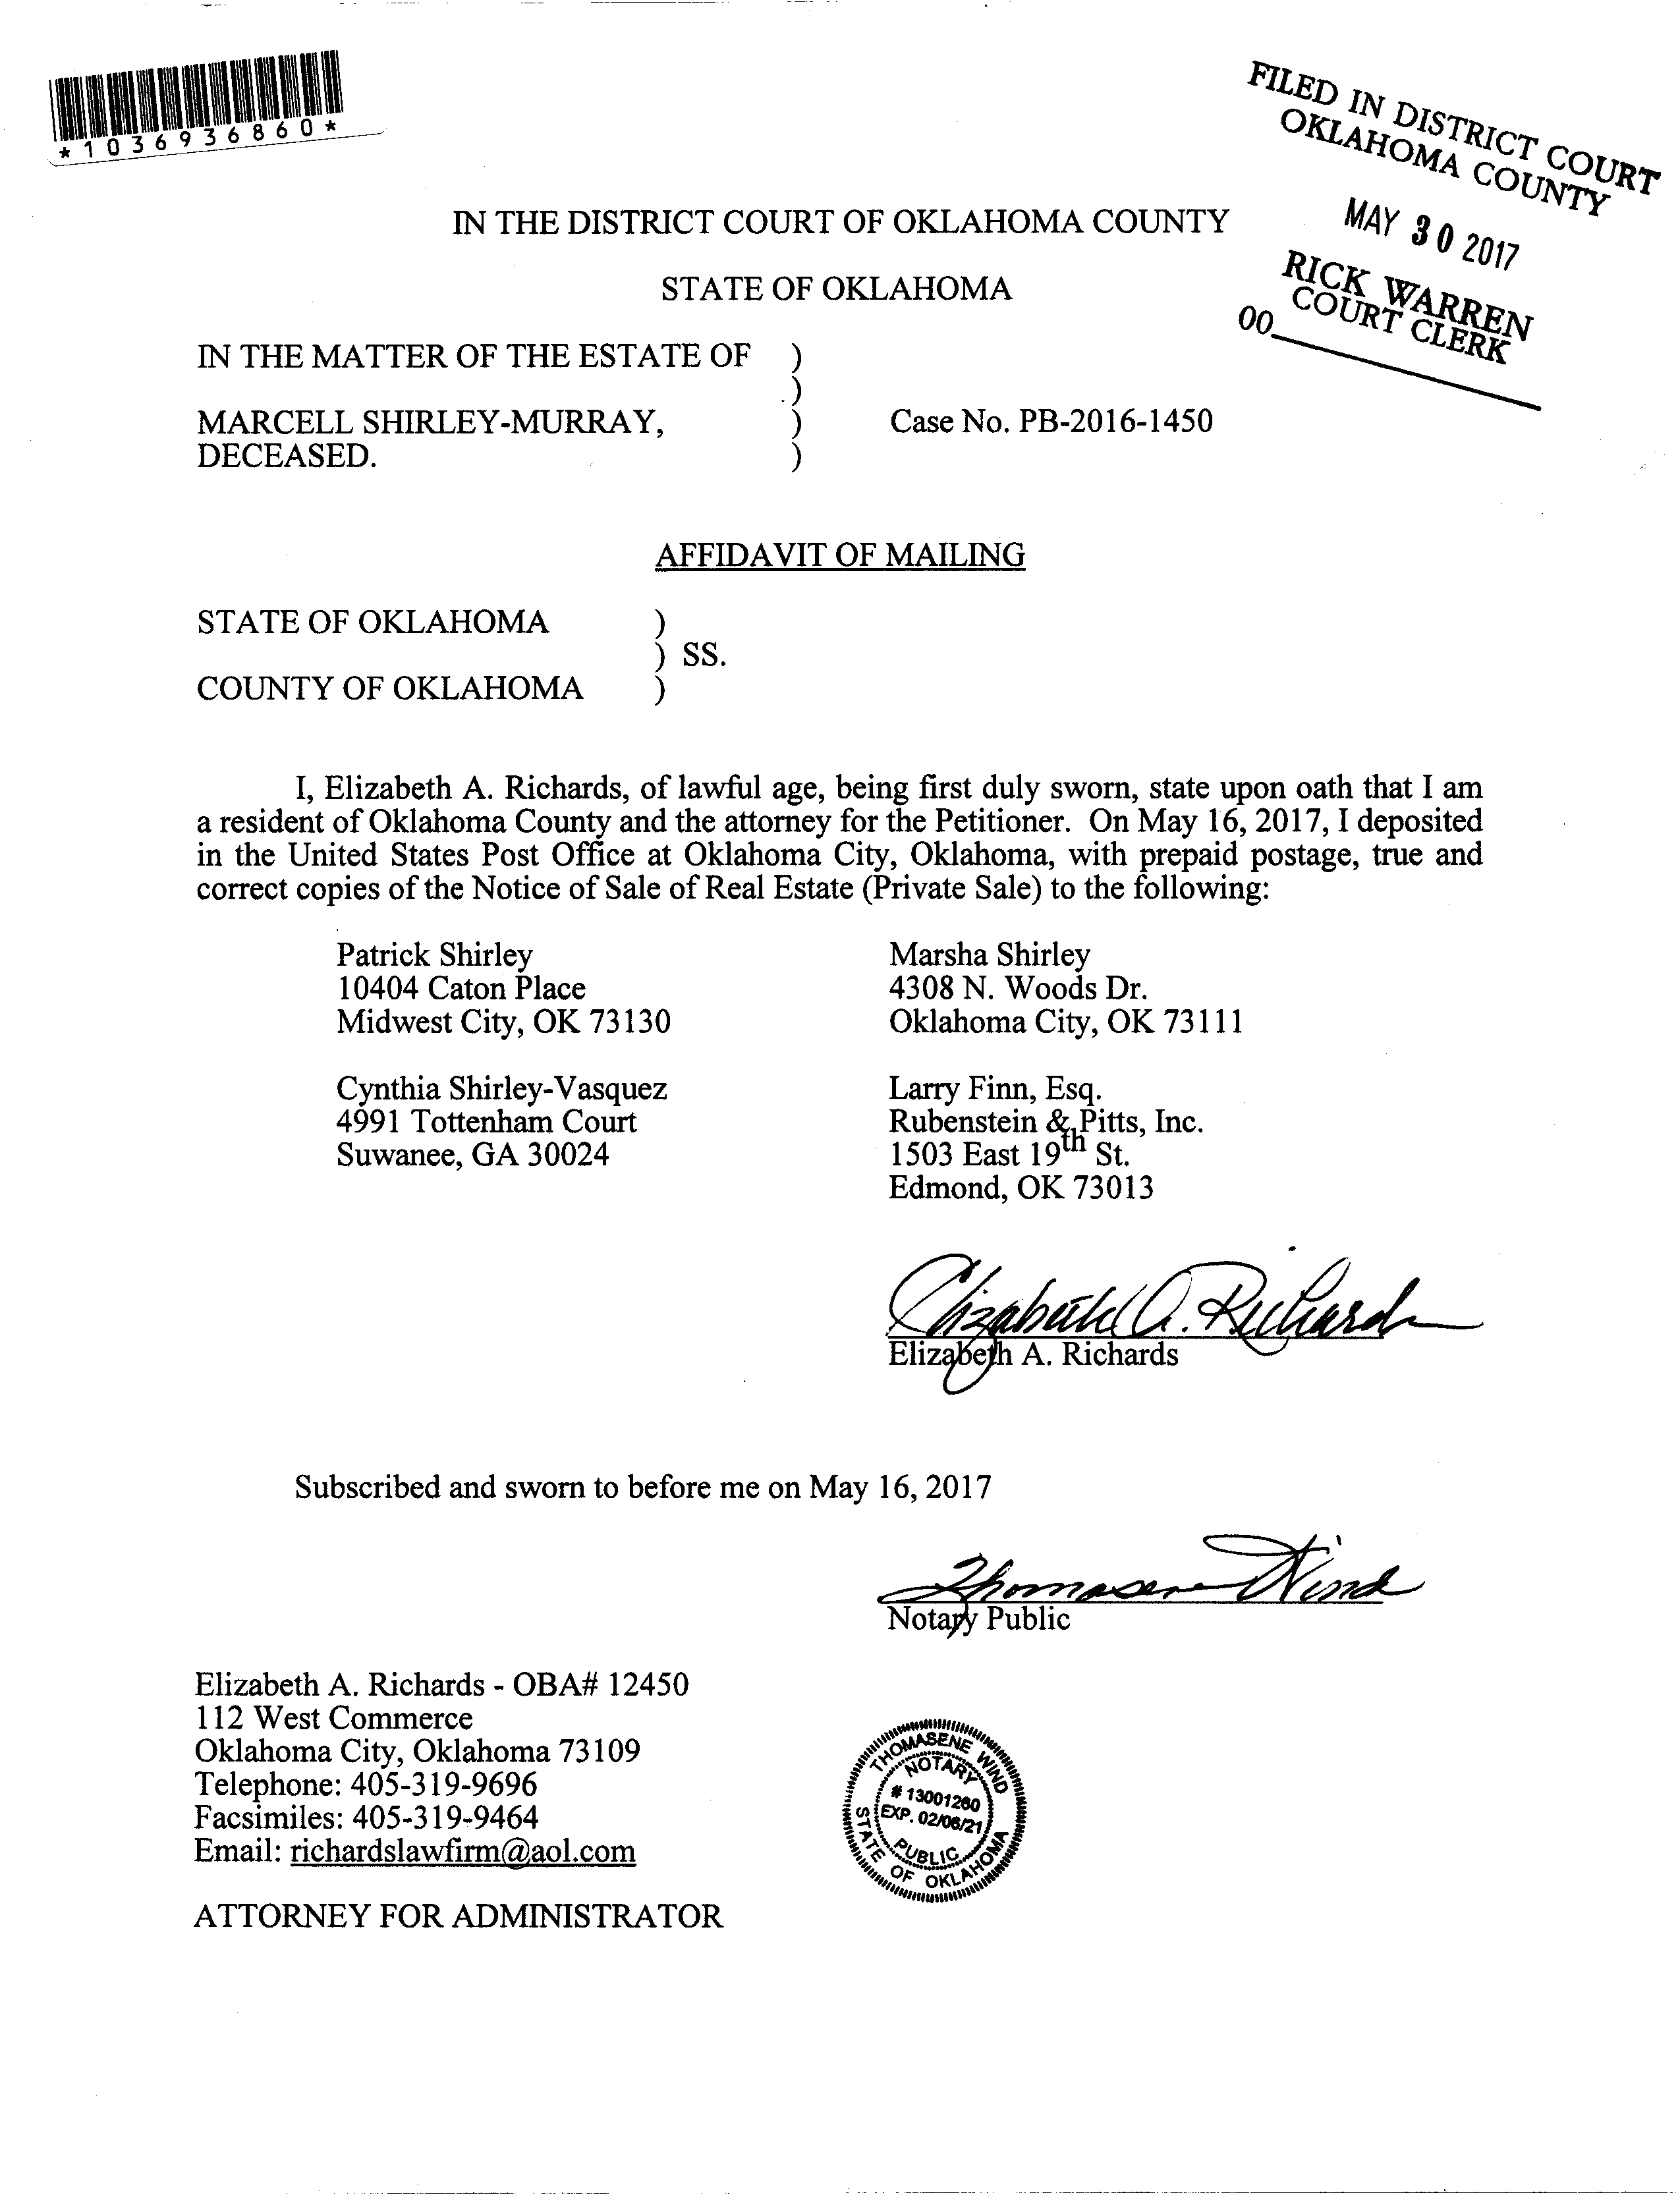 *1036936860*
FILED IN DISTRICT COURT
OKLAHOMA COUNTY
MAY 30 2017
RICK WARREN
COURT CLERK
00
IN THE DISTRICT COURT OF OKLAHOMA COUNTY
STATE OF OKLAHOMA
IN THE MATTER OF THE ESTATE OF )
)
MARCELL SHIRLEY-MURRAY, ) Case No. PB-2016-1450
DECEASED. )
AFFIDAVIT OF MAILING
STATE OF OKLAHOMA )
) SS.
COUNTY OF OKLAHOMA )
I, Elizabeth A. Richards, of lawful age, being first duly sworn, state upon oath that I am
a resident of Oklahoma County and the attorney for the Petitioner. On May 16, 2017, I deposited
in the United States Post Office at Oklahoma City, Oklahoma, with prepaid postage, true and
correct copies of the Notice of Sale of Real Estate (Private Sale) to the following:
Patrick Shirley
10404 Caton Place
Midwest City, OK 73130
Marsha Shirley
4308 N. Woods Dr.
Oklahoma City, OK 73111
Cynthia Shirley-Vasquez
4991 Tottenham Court
Suwanee, GA 30024
Larry Finn, Esq.
Rubenstein & Pitts, Inc.
1503 East 19th St.
Edmond, OK 73013
Elizabeth A. Richards
Elizabeth A. Richards
Subscribed and sworn to before me on May 16, 2017
Thomasene Wind
Notary Public
Elizabeth A. Richards - OBA# 12450
112 West Commerce
Oklahoma City, Oklahoma 73109
Telephone: 405-319-9696
Facsimiles: 405-319-9464
Email: richardslawfirm@aol.com
ATTORNEY FOR ADMINISTRATOR
THOMASENE WIND
NOTARY
# 13001260
EXP. 02/06/21
PUBLIC
STATE OF OKLAHOMA